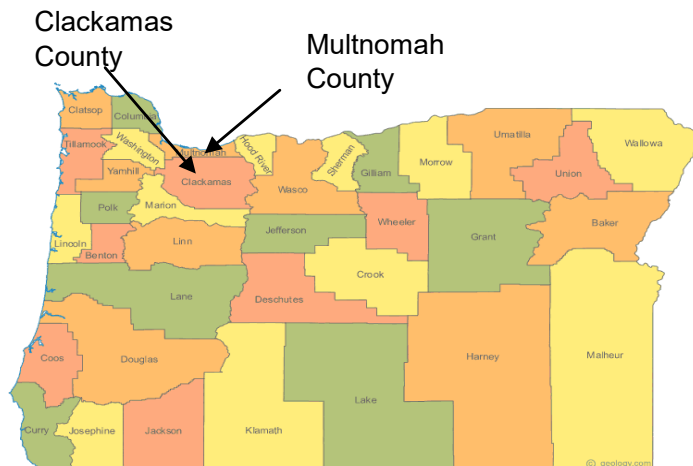 Clackamas
County
Multnomah
County
Clatsop
Columbia
Tillamook
Washington
Multnomah
Hood River
Yamhill
Clackamas
Wasco
Sherman
Gilliam
Morrow
Umatilla
Union
Wallowa
Polk
Marion
Lincoln
Benton
Linn
Jefferson
Wheeler
Grant
Baker
Crook
Lane
Deschutes
Coos
Douglas
Harney
Malheur
Lake
Curry
Josephine
Jackson
Klamath
© geology.com